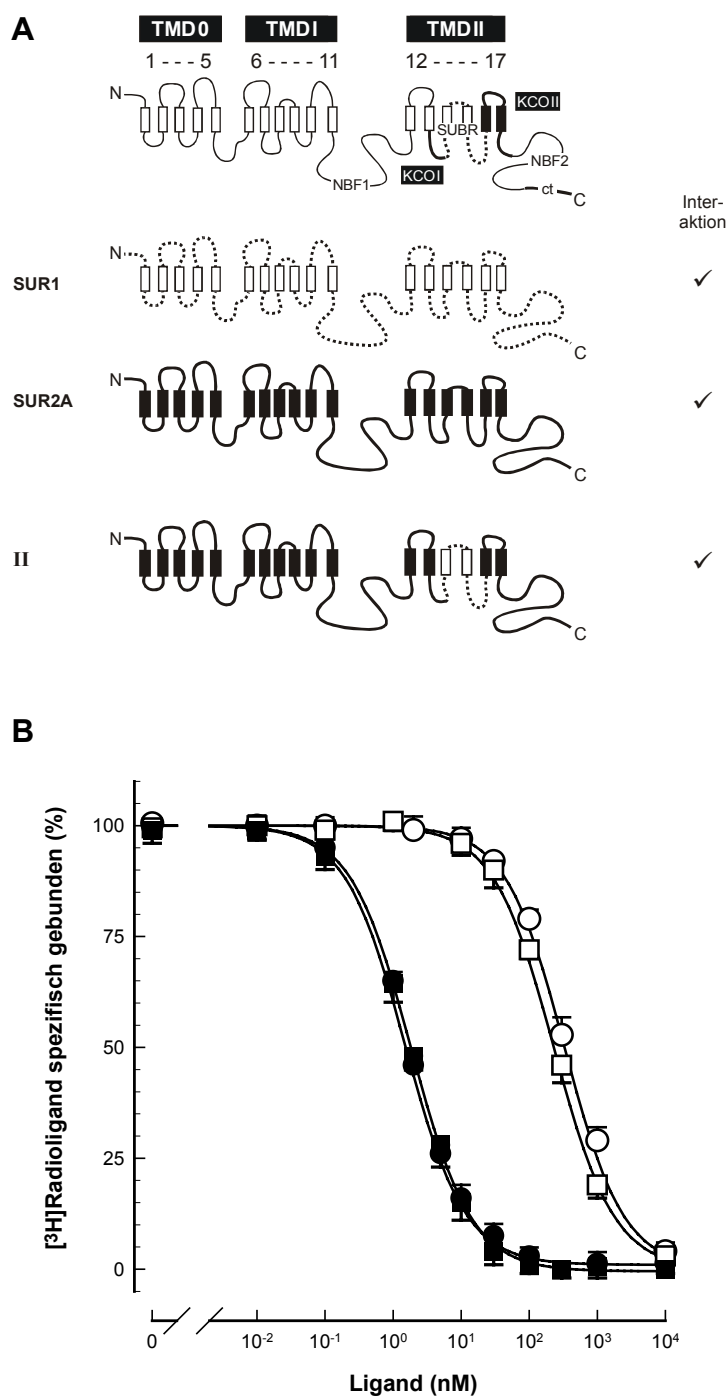 A
TMD0 TMDI TMDII
1 - - - - 5 6 - - - - - 11 12 - - - - - 17
N
KCOII
SUBR
NBF2
KCOI
NBF1
ct
C
Inter-
aktion
N
SUR1 ✓
C
N
SUR2A ✓
C
N
II ✓
C
B
[³H]Radioligand spezifisch gebunden (%)
100
75
50
25
0
0 10⁻² 10⁻¹ 10⁰ 10¹ 10² 10³ 10⁴
Ligand (nM)